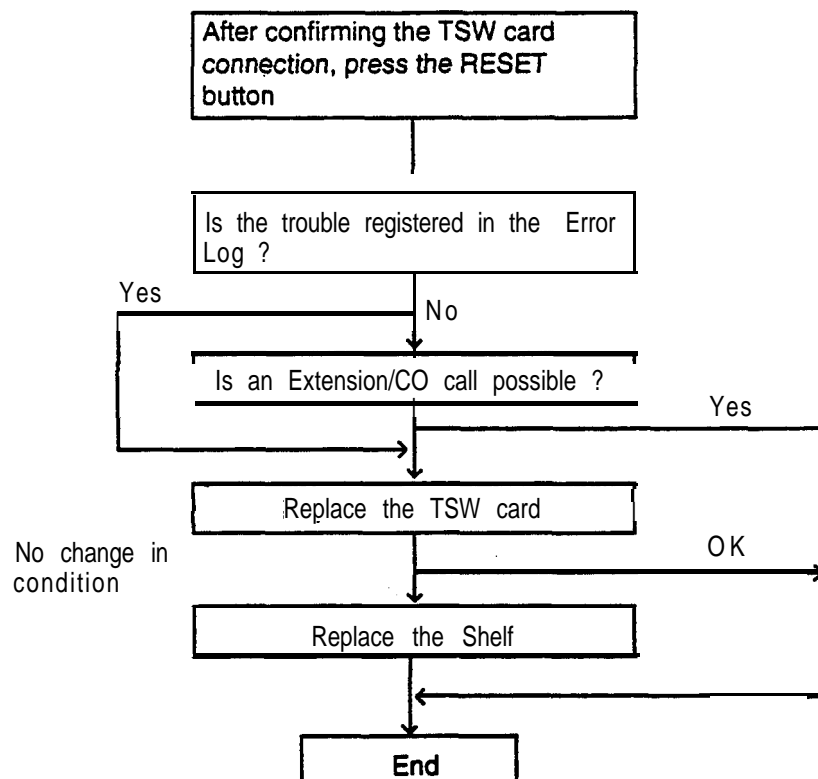 After confirming the TSW card
connection, press the RESET
button
Is the trouble registered in the Error
Log ?
Yes
No
Is an Extension/CO call possible ?
Yes
Replace the TSW card
No change in
condition
OK
Replace the Shelf
End